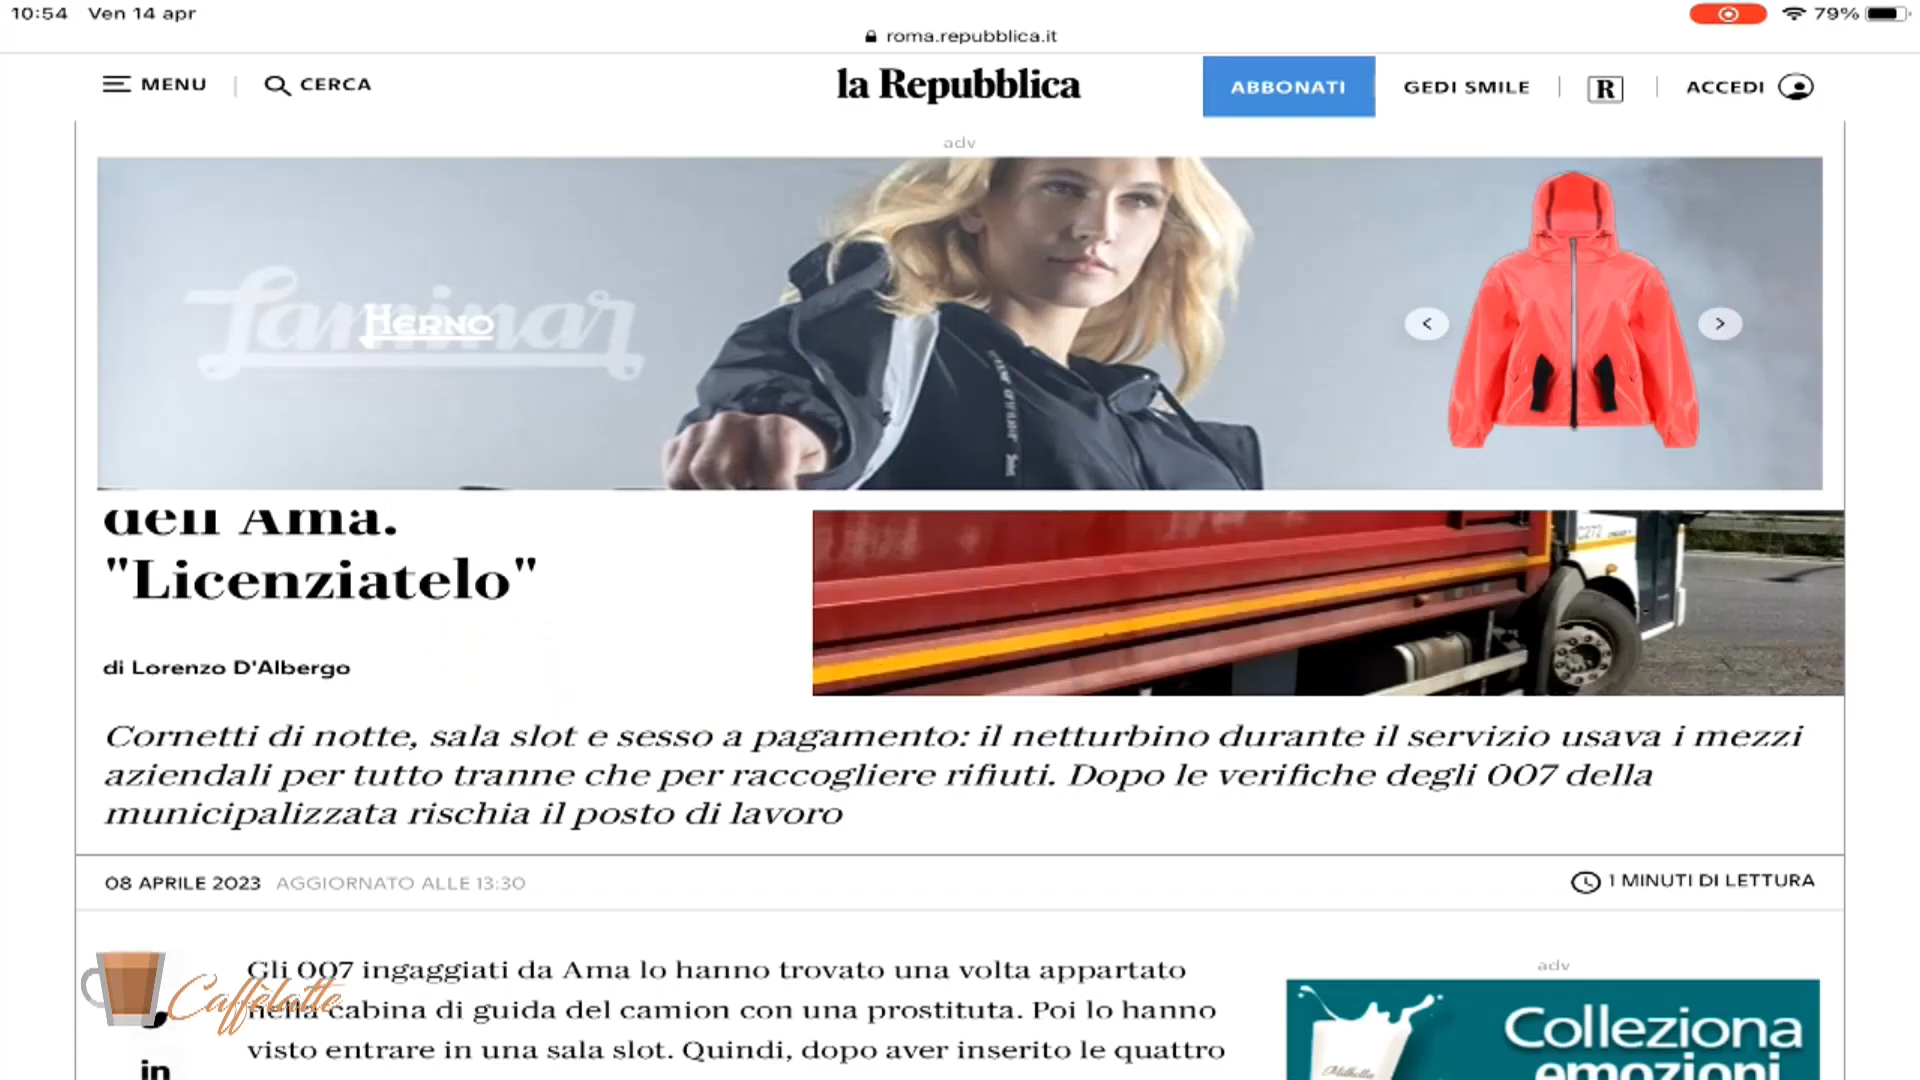 10:54 Ven 14 apr
79%
roma.repubblica.it
MENU
CERCA
la Repubblica
ABBONATI
GEDI SMILE
R
ACCEDI
adv
Laminar
HERNO
dell'Ama.
"Licenziatelo"
di Lorenzo D'Albergo
Cornetti di notte, sala slot e sesso a pagamento: il netturbino durante il servizio usava i mezzi
aziendali per tutto tranne che per raccogliere rifiuti. Dopo le verifiche degli 007 della
municipalizzata rischia il posto di lavoro
08 APRILE 2023 AGGIORNATO ALLE 13:30
1 MINUTI DI LETTURA
Gli 007 ingaggiati da Ama lo hanno trovato una volta appartato
nella cabina di guida del camion con una prostituta. Poi lo hanno
visto entrare in una sala slot. Quindi, dopo aver inserito le quattro
Caffèlatte
in
adv
Colleziona
emozioni